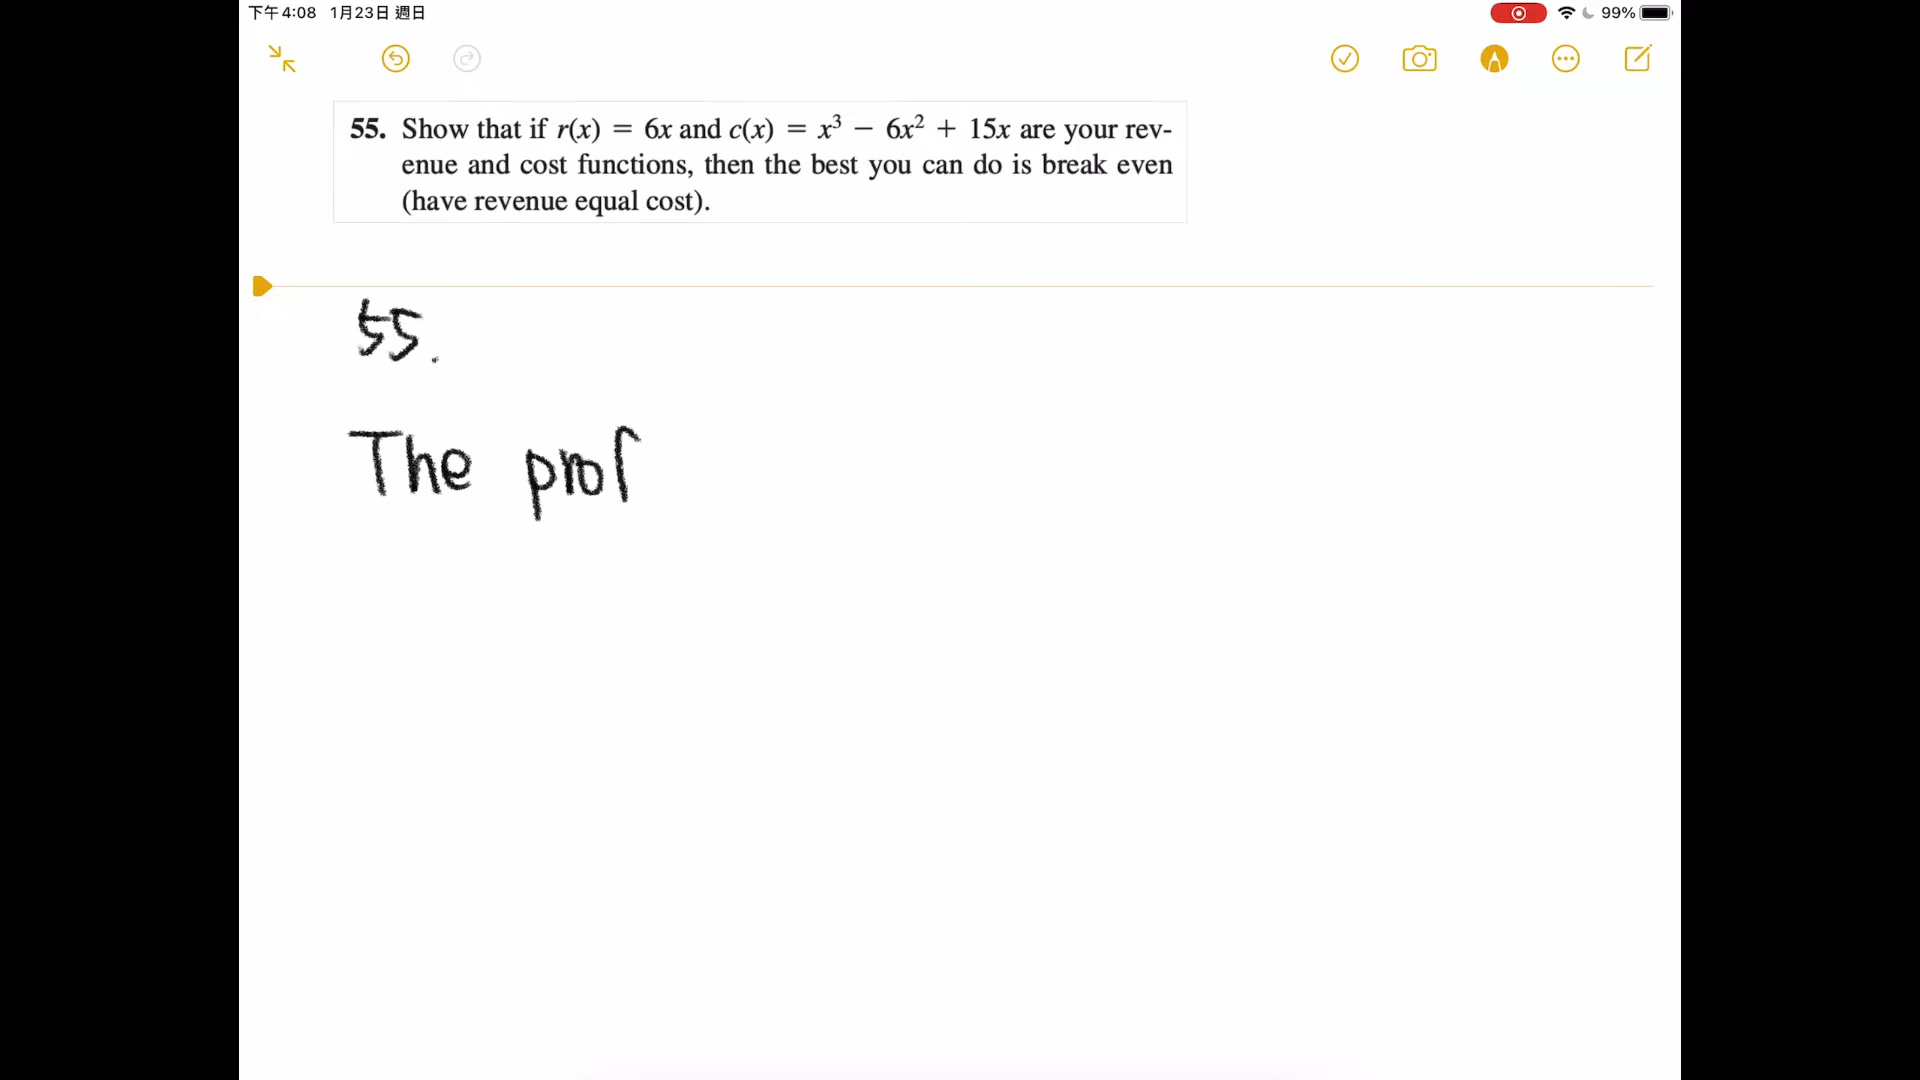 下午4:08 1月23日 週日 99%
55. Show that if r(x) = 6x and c(x) = x³ − 6x² + 15x are your rev-
enue and cost functions, then the best you can do is break even
(have revenue equal cost).
55.
The prof